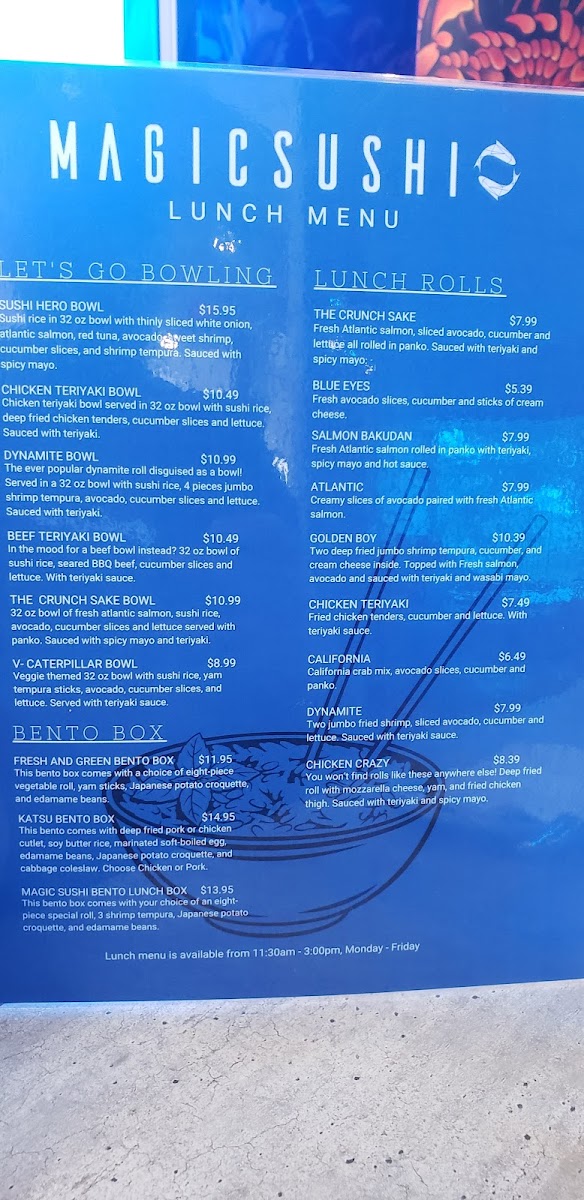 MAGICSUSHI
LUNCH MENU
LET'S GO BOWLING
SUSHI HERO BOWL $15.95
Sushi rice in 32 oz bowl with thinly sliced white onion,
atlantic salmon, red tuna, avocado, sweet shrimp,
cucumber slices, and shrimp tempura. Sauced with
spicy mayo.
CHICKEN TERIYAKI BOWL $10.49
Chicken teriyaki bowl served in 32 oz bowl with sushi rice,
deep fried chicken tenders, cucumber slices and lettuce.
Sauced with teriyaki.
DYNAMITE BOWL $10.99
The ever popular dynamite roll disguised as a bowl!
Served in a 32 oz bowl with sushi rice, 4 pieces jumbo
shrimp tempura, avocado, cucumber slices and lettuce.
Sauced with teriyaki.
BEEF TERIYAKI BOWL $10.49
In the mood for a beef bowl instead? 32 oz bowl of
sushi rice, seared BBQ beef, cucumber slices and
lettuce. With teriyaki sauce.
THE CRUNCH SAKE BOWL $10.99
32 oz bowl of fresh atlantic salmon, sushi rice,
avocado, cucumber slices and lettuce served with
panko. Sauced with spicy mayo and teriyaki.
V- CATERPILLAR BOWL $8.99
Veggie themed 32 oz bowl with sushi rice, yam
tempura sticks, avocado, cucumber slices, and
lettuce. Served with teriyaki sauce.
BENTO BOX
FRESH AND GREEN BENTO BOX $11.95
This bento box comes with a choice of eight-piece
vegetable roll, yam sticks, Japanese potato croquette,
and edamame beans.
KATSU BENTO BOX $14.95
This bento comes with deep fried pork or chicken
cutlet, soy butter rice, marinated soft-boiled egg,
edamame beans, Japanese potato croquette, and
cabbage coleslaw. Choose Chicken or Pork.
MAGIC SUSHI BENTO LUNCH BOX $13.95
This bento box comes with your choice of an eight-
piece special roll, 3 shrimp tempura, Japanese potato
croquette, and edamame beans.
LUNCH ROLLS
THE CRUNCH SAKE $7.99
Fresh Atlantic salmon, sliced avocado, cucumber and
lettuce all rolled in panko. Sauced with teriyaki and
spicy mayo.
BLUE EYES $5.39
Fresh avocado slices, cucumber and sticks of cream
cheese.
SALMON BAKUDAN $7.99
Fresh Atlantic salmon rolled in panko with teriyaki,
spicy mayo and hot sauce.
ATLANTIC $7.99
Creamy slices of avocado paired with fresh Atlantic
salmon.
GOLDEN BOY $10.39
Two deep fried jumbo shrimp tempura, cucumber, and
cream cheese inside. Topped with Fresh salmon,
avocado and sauced with teriyaki and wasabi mayo.
CHICKEN TERIYAKI $7.49
Fried chicken tenders, cucumber and lettuce. With
teriyaki sauce.
CALIFORNIA $6.49
California crab mix, avocado slices, cucumber and
panko.
DYNAMITE $7.99
Two jumbo fried shrimp, sliced avocado, cucumber and
lettuce. Sauced with teriyaki sauce.
CHICKEN CRAZY $8.39
You won't find rolls like these anywhere else! Deep fried
roll with mozzarella cheese, yam, and fried chicken
thigh. Sauced with teriyaki and spicy mayo.
Lunch menu is available from 11:30am - 3:00pm, Monday - Friday